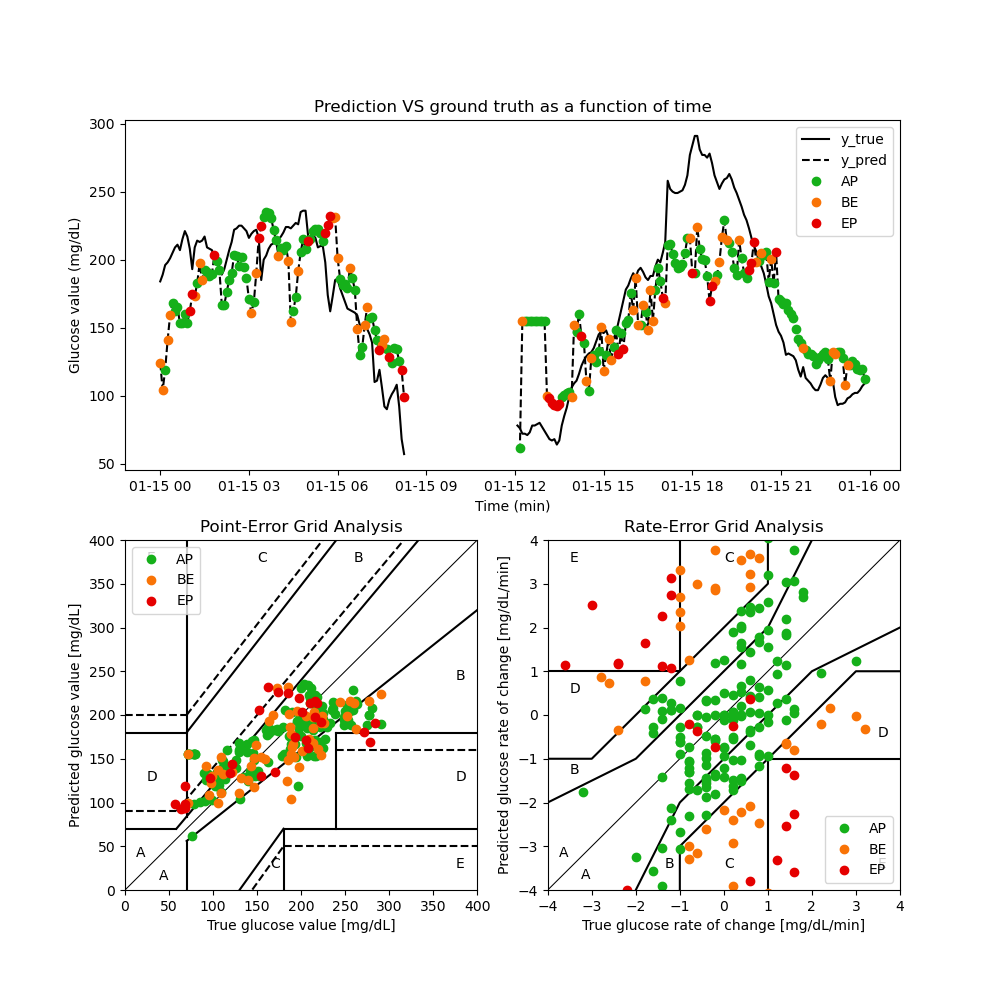 Prediction VS ground truth as a function of time
Glucose value (mg/dL)
300
250
200
150
100
50
y_true
y_pred
AP
BE
EP
01-15 00 01-15 03 01-15 06 01-15 09 01-15 12 01-15 15 01-15 18 01-15 21 01-16 00
Time (min)
Point-Error Grid Analysis
Predicted glucose value [mg/dL]
400
350
300
250
200
150
100
50
0
AP
BE
EP
C
B
B
D
D
A
A
C
E
0 50 100 150 200 250 300 350 400
True glucose value [mg/dL]
Rate-Error Grid Analysis
Predicted glucose rate of change [mg/dL/min]
4
3
2
1
0
−1
−2
−3
−4
E
C
D
D
B
A
A
B
C
AP
BE
EP
−4 −3 −2 −1 0 1 2 3 4
True glucose rate of change [mg/dL/min]